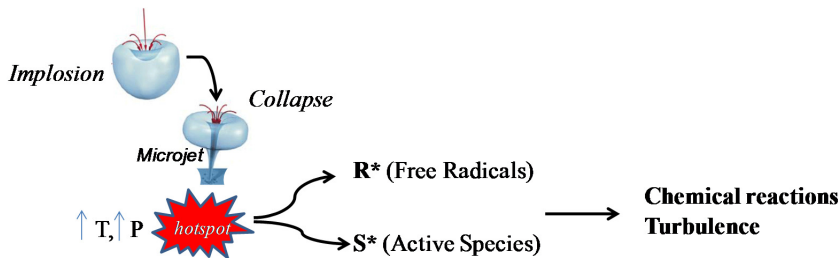 Implosion
Collapse
Microjet
R* (Free Radicals)
↑ T, ↑ P
hotspot
S* (Active Species)
Chemical reactions
Turbulence